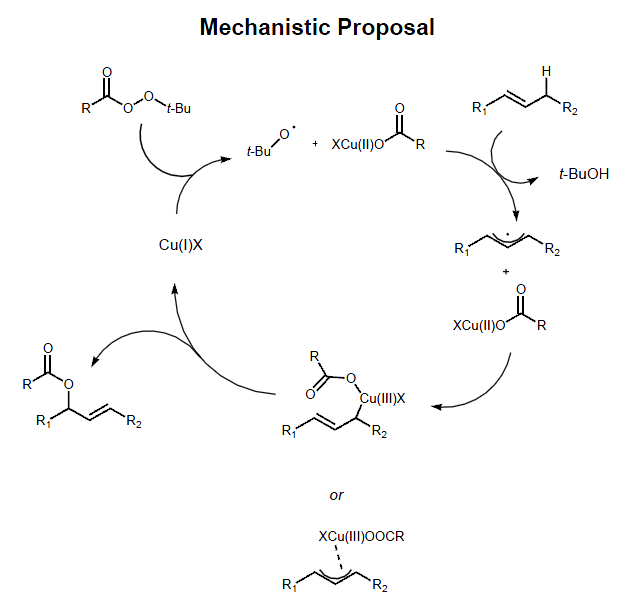 Mechanistic Proposal
O
R
O
O
t-Bu
t-Bu
O
•
+
XCu(II)O
O
R
H
R1
R2
t-BuOH
Cu(I)X
R1
•
R2
+
O
XCu(II)O
R
O
R
O
R1
R2
R
O
O
Cu(III)X
R1
R2
or
XCu(III)OOCR
R1
R2